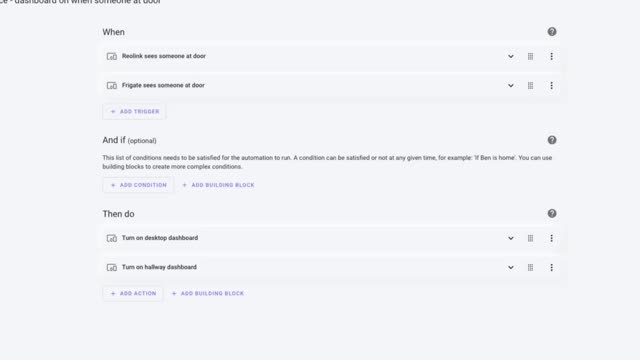 - dashboard on when someone at door
When
Reolink sees someone at door
Frigate sees someone at door
+ ADD TRIGGER
And if (optional)
This list of conditions needs to be satisfied for the automation to run. A condition can be satisfied or not at any given time, for example: 'If Ben is home'. You can use
building blocks to create more complex conditions.
+ ADD CONDITION + ADD BUILDING BLOCK
Then do
Turn on desktop dashboard
Turn on hallway dashboard
+ ADD ACTION + ADD BUILDING BLOCK